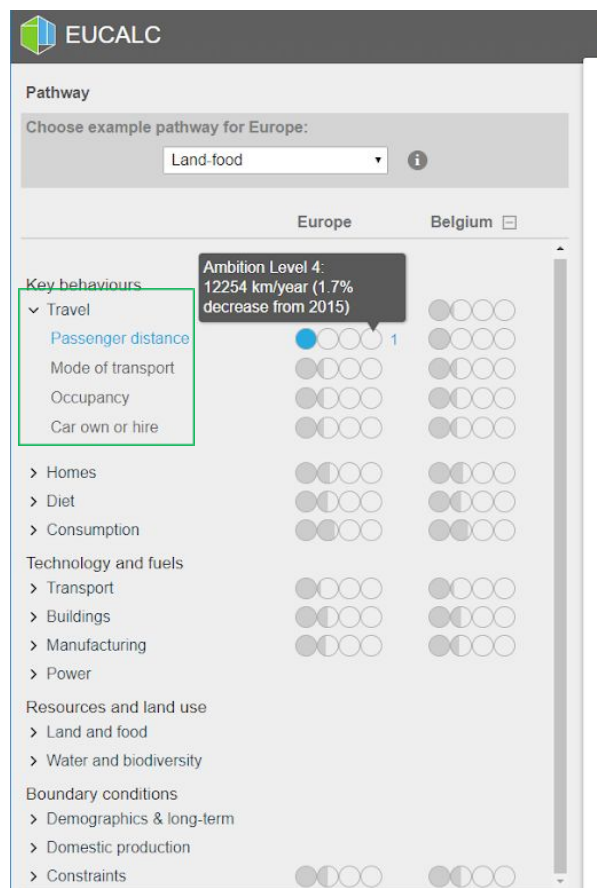 EUCALC
Pathway
Choose example pathway for Europe:
Land-food
i
Europe Belgium
Ambition Level 4:
12254 km/year (1.7%
decrease from 2015)
Key behaviours
Travel
Passenger distance 1
Mode of transport
Occupancy
Car own or hire
Homes
Diet
Consumption
Technology and fuels
Transport
Buildings
Manufacturing
Power
Resources and land use
Land and food
Water and biodiversity
Boundary conditions
Demographics & long-term
Domestic production
Constraints